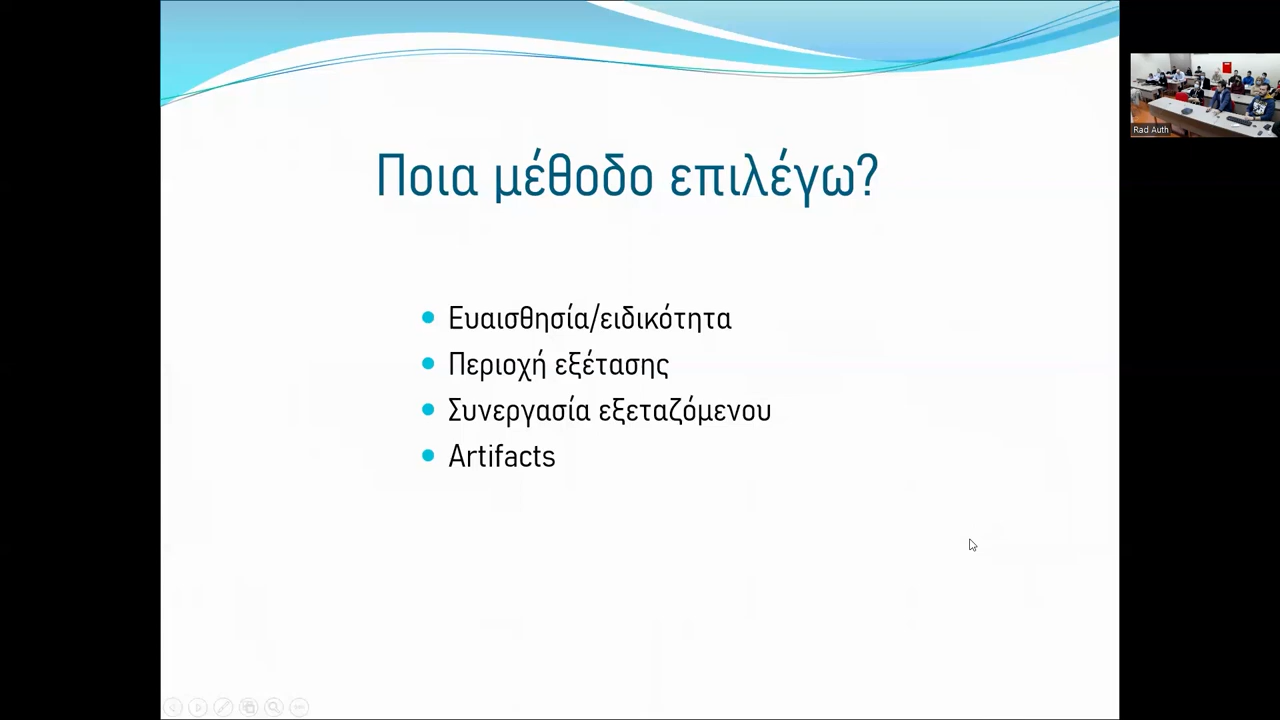 Ποια μέθοδο επιλέγω?
Ευαισθησία/ειδικότητα
Περιοχή εξέτασης
Συνεργασία εξεταζόμενου
Artifacts
Rad Auth